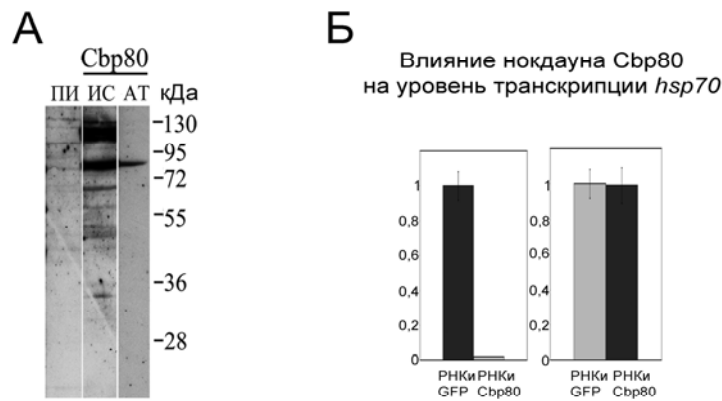 А
Cbp80
ПИ ИС АТ кДа
130
95
72
55
36
28
Б
Влияние нокдауна Cbp80
на уровень транскрипции hsp70
1
0,8
0,6
0,4
0,2
0
РНКи РНКи
GFP Cbp80
1
0,8
0,6
0,4
0,2
0
РНКи РНКи
GFP Cbp80